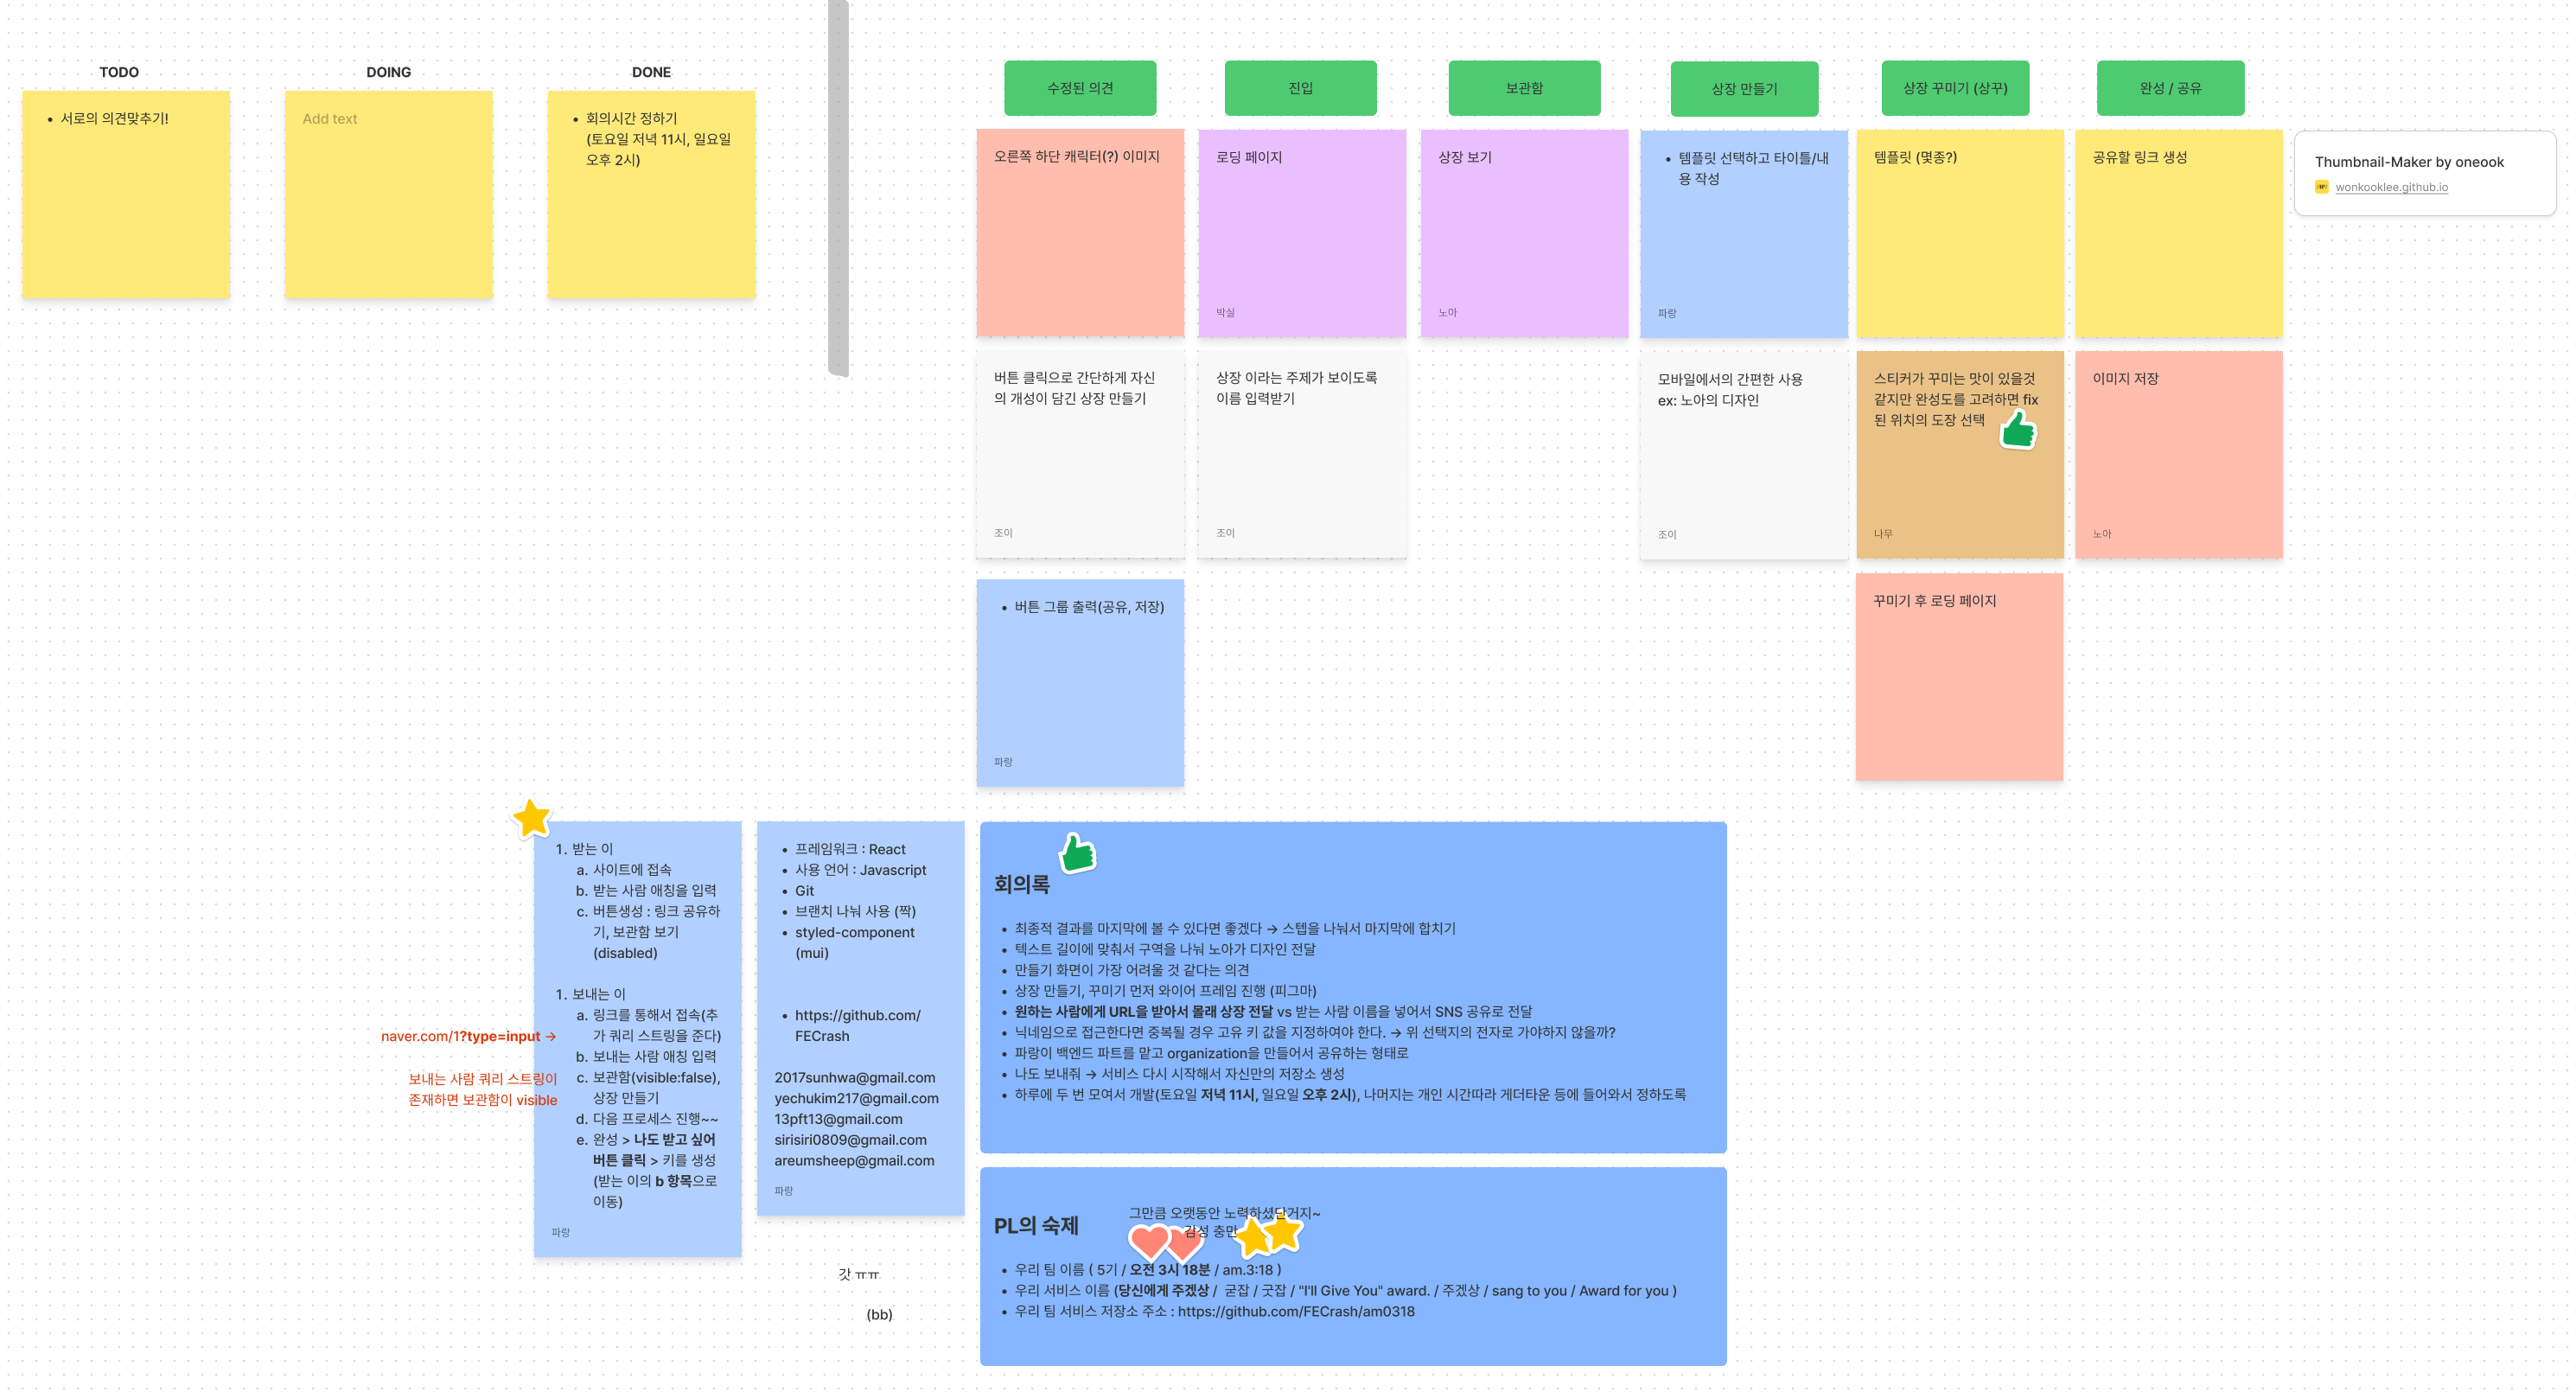 TODO
서로의 의견맞추기!
DOING
Add text
DONE
회의시간 정하기
(토요일 저녁 11시, 일요일
오후 2시)
수정된 의견
오른쪽 하단 캐릭터(?) 이미지
버튼 클릭으로 간단하게 자신
의 개성이 담긴 상장 만들기
조이
버튼 그룹 출력(공유, 저장)
파랑
진입
로딩 페이지
박실
상장 이라는 주제가 보이도록
이름 입력받기
조이
보관함
상장 보기
노아
상장 만들기
템플릿 선택하고 타이틀/내
용 작성
파랑
모바일에서의 간편한 사용
ex: 노아의 디자인
조이
상장 꾸미기 (상꾸)
템플릿 (몇종?)
스티커가 꾸미는 맛이 있을것
같지만 완성도를 고려하면 fix
된 위치의 도장 선택
나무
꾸미기 후 로딩 페이지
완성 / 공유
공유할 링크 생성
이미지 저장
노아
Thumbnail-Maker by oneook
wonkooklee.github.io
naver.com/1?type=input →
보내는 사람 쿼리 스트링이
존재하면 보관함이 visible
1. 받는 이
a. 사이트에 접속
b. 받는 사람 애칭을 입력
c. 버튼생성 : 링크 공유하
기, 보관함 보기
(disabled)
1. 보내는 이
a. 링크를 통해서 접속(추
가 쿼리 스트링을 준다)
b. 보내는 사람 애칭 입력
c. 보관함(visible:false),
상장 만들기
d. 다음 프로세스 진행~~
e. 완성 > 나도 받고 싶어
버튼 클릭 > 키를 생성
(받는 이의 b 항목으로
이동)
파랑
프레임워크 : React
사용 언어 : Javascript
Git
브랜치 나눠 사용 (짝)
styled-component
(mui)
https://github.com/
FECrash
2017sunhwa@gmail.com
yechukim217@gmail.com
13pft13@gmail.com
sirisiri0809@gmail.com
areumsheep@gmail.com
파랑
갓 ㅠㅠ
(bb)
회의록
최종적 결과를 마지막에 볼 수 있다면 좋겠다 → 스텝을 나눠서 마지막에 합치기
텍스트 길이에 맞춰서 구역을 나눠 노아가 디자인 전달
만들기 화면이 가장 어려울 것 같다는 의견
상장 만들기, 꾸미기 먼저 와이어 프레임 진행 (피그마)
원하는 사람에게 URL을 받아서 몰래 상장 전달 vs 받는 사람 이름을 넣어서 SNS 공유로 전달
닉네임으로 접근한다면 중복될 경우 고유 키 값을 지정하여야 한다. → 위 선택지의 전자로 가야하지 않을까?
파랑이 백엔드 파트를 맡고 organization을 만들어서 공유하는 형태로
나도 보내줘 → 서비스 다시 시작해서 자신만의 저장소 생성
하루에 두 번 모여서 개발(토요일 저녁 11시, 일요일 오후 2시), 나머지는 개인 시간따라 게더타운 등에 들어와서 정하도록
PL의 숙제
그만큼 오랫동안 노력하셨단거지~
감성 충만
우리 팀 이름 ( 5기 / 오전 3시 18분 / am.3:18 )
우리 서비스 이름 (당신에게 주겠상 / 굳잡 / 굿잡 / "I'll Give You" award. / 주겠상 / sang to you / Award for you )
우리 팀 서비스 저장소 주소 : https://github.com/FECrash/am0318